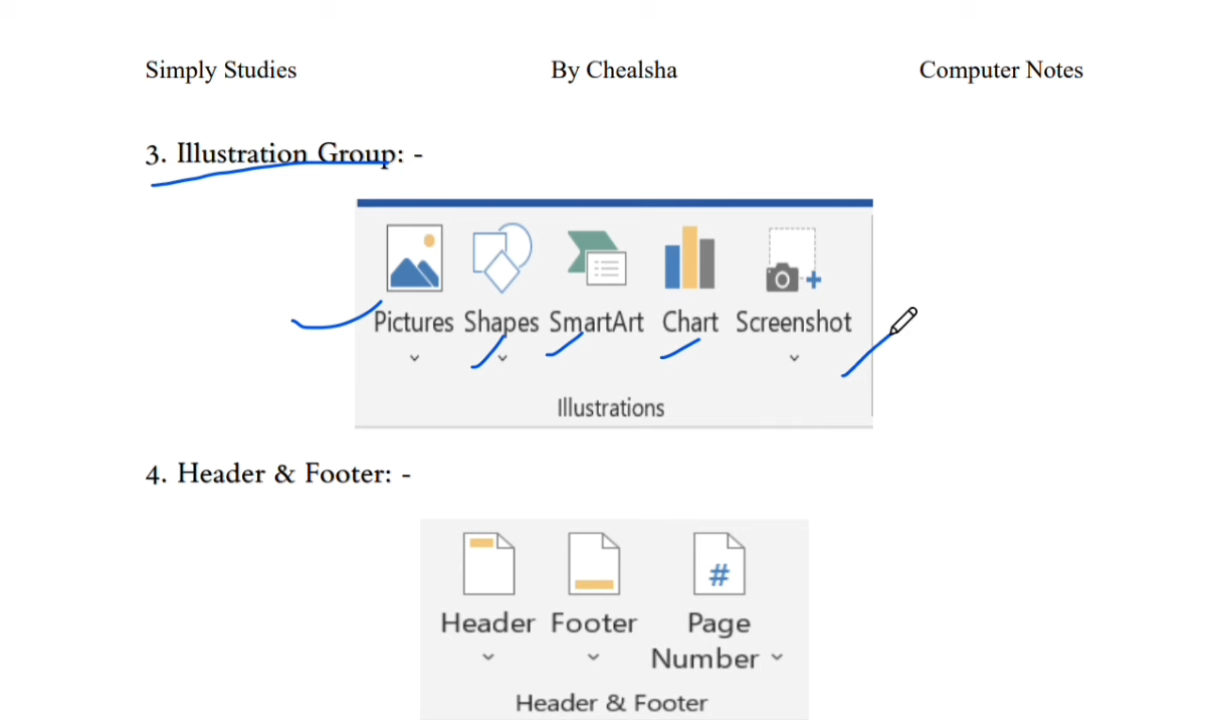 Simply Studies By Chealsha Computer Notes
3. Illustration Group: -
Pictures Shapes SmartArt Chart Screenshot
Illustrations
4. Header & Footer: -
Header Footer Page
Number
#
Header & Footer